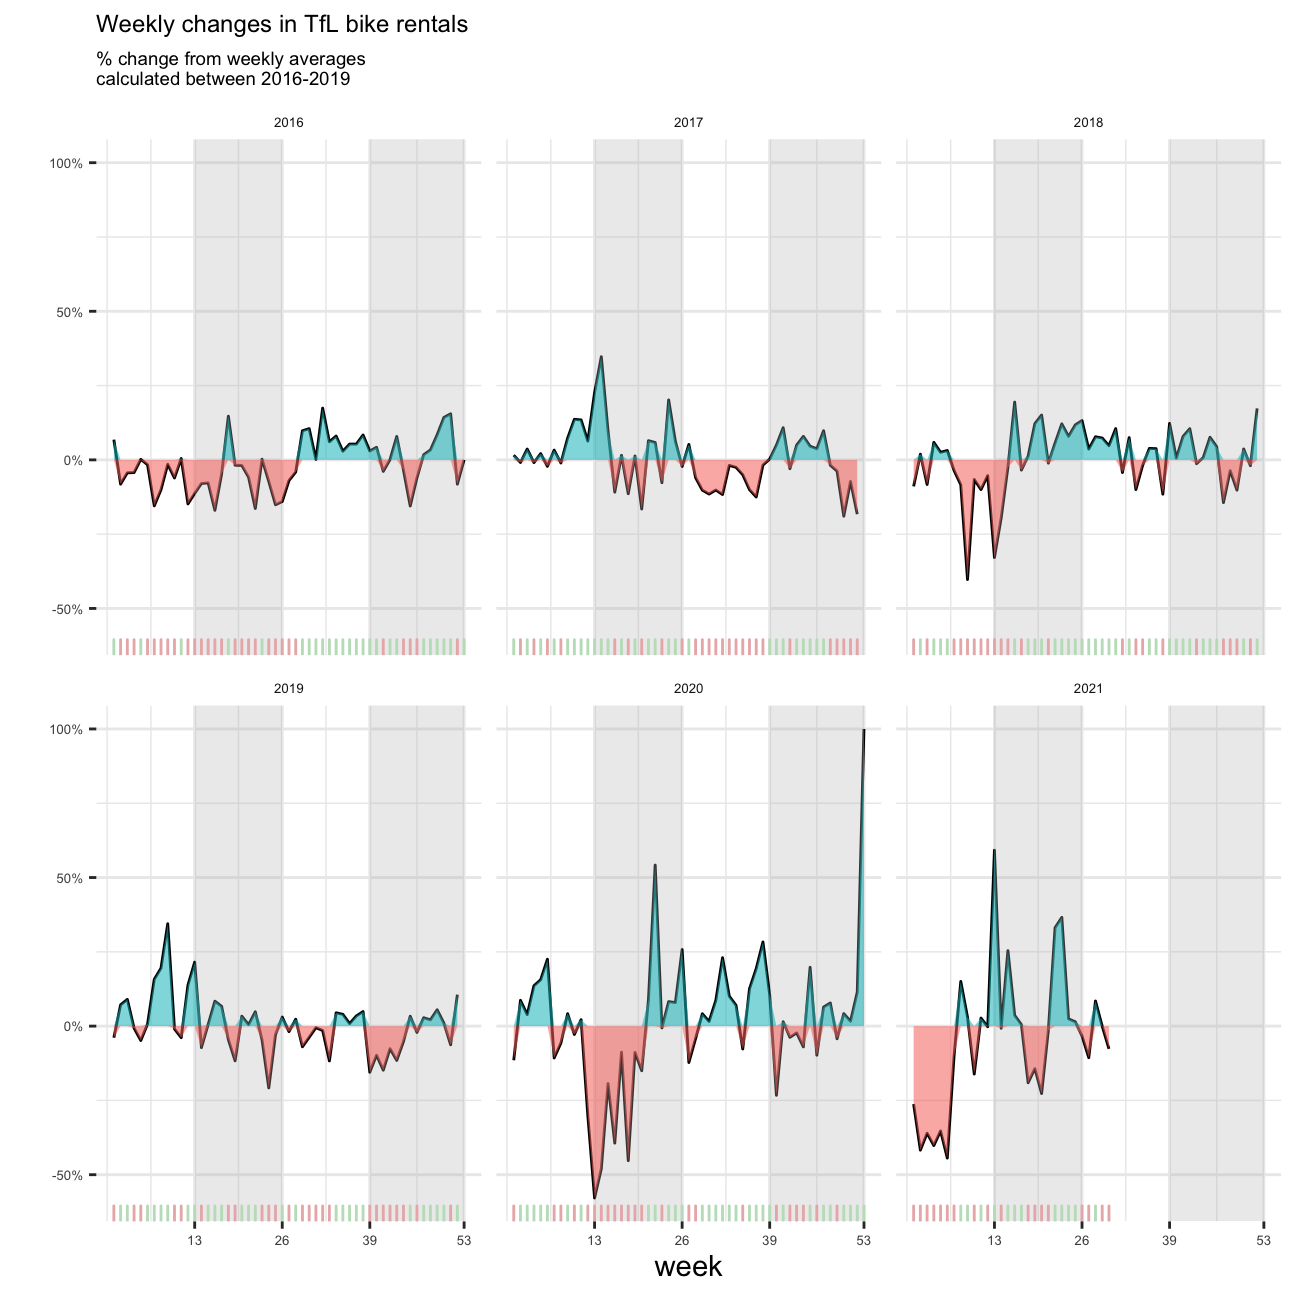 Weekly changes in TfL bike rentals
% change from weekly averages
calculated between 2016-2019
2016 2017 2018
100%
50%
0%
-50%
2019 2020 2021
100%
50%
0%
-50%
13 26 39 53 13 26 39 53 13 26 39 53
week